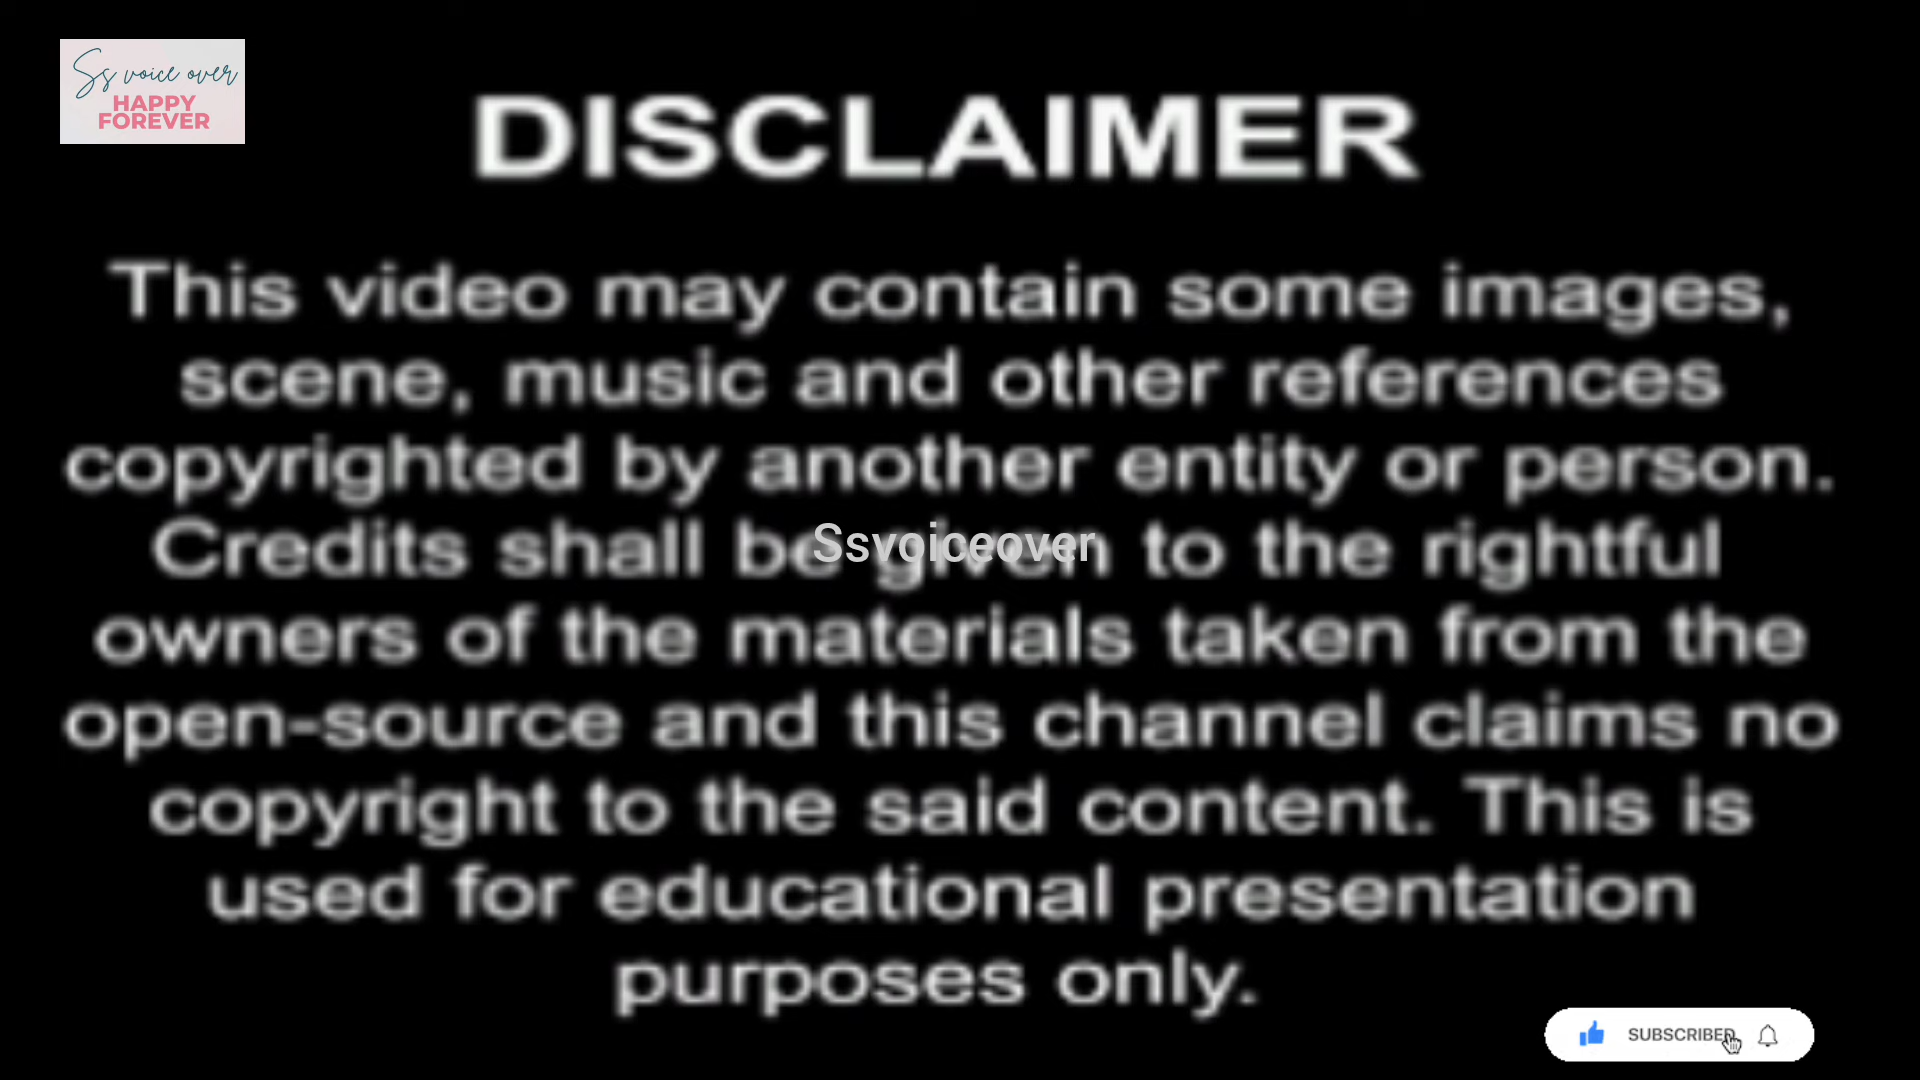 Ss voice over
HAPPY
FOREVER
DISCLAIMER
This video may contain some images,
scene, music and other references
copyrighted by another entity or person.
Credits shall be given to the rightful
Ssvoiceover
owners of the materials taken from the
open-source and this channel claims no
copyright to the said content. This is
used for educational presentation
purposes only.
SUBSCRIBED